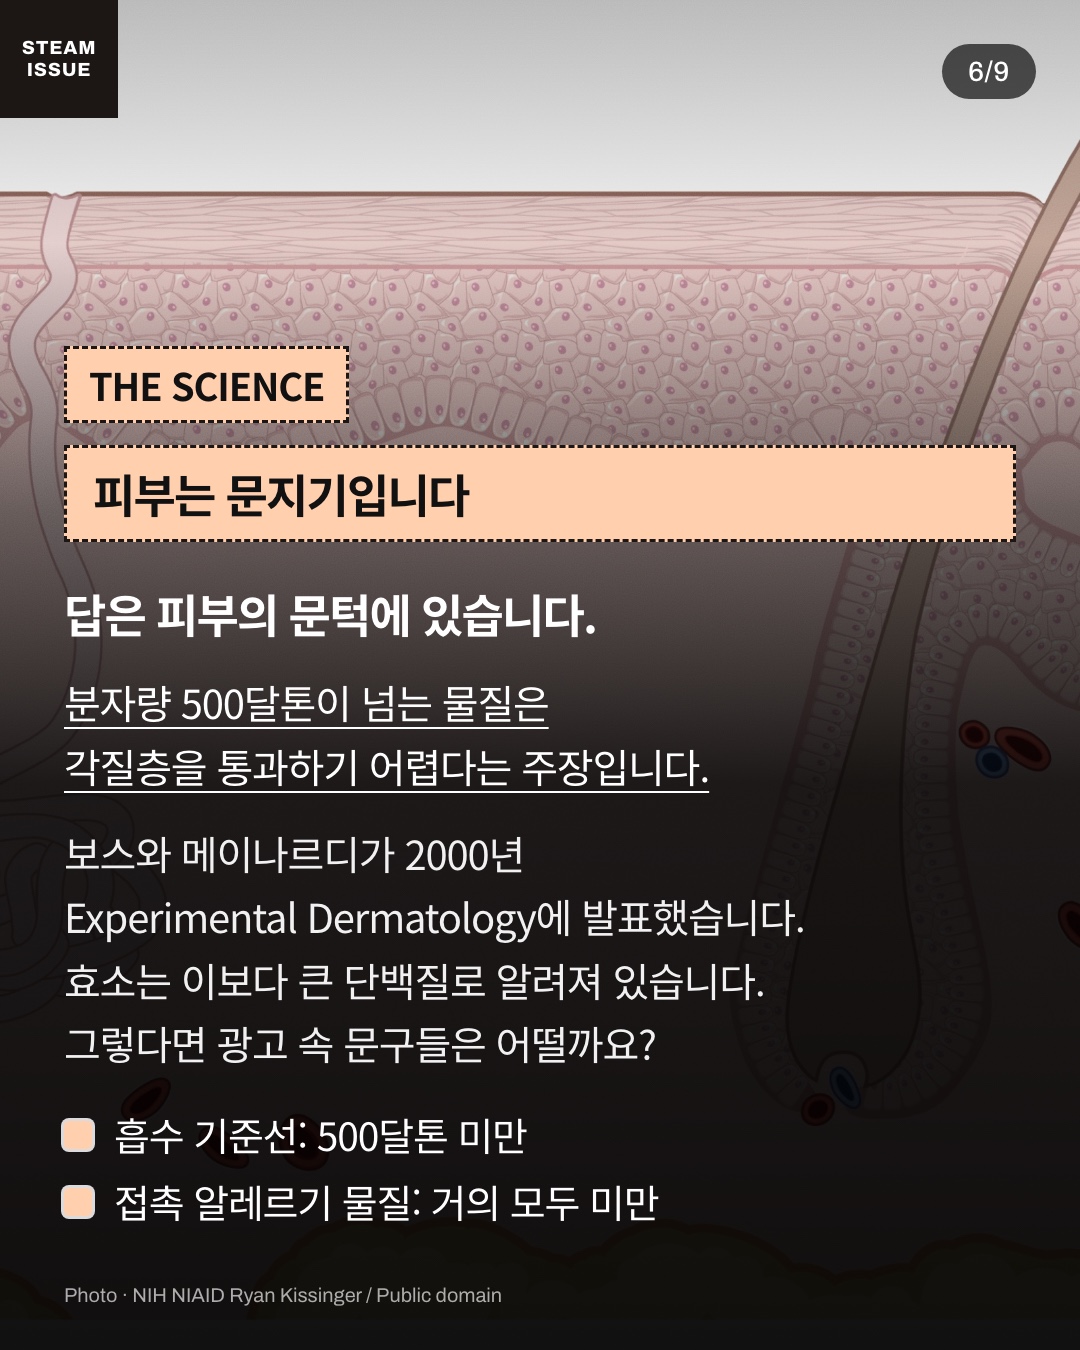 STEAM
ISSUE
6/9
THE SCIENCE
피부는 문지기입니다
답은 피부의 문턱에 있습니다.
분자량 500달톤이 넘는 물질은
각질층을 통과하기 어렵다는 주장입니다.
보스와 메이나르디가 2000년
Experimental Dermatology에 발표했습니다.
효소는 이보다 큰 단백질로 알려져 있습니다.
그렇다면 광고 속 문구들은 어떨까요?
흡수 기준선: 500달톤 미만
접촉 알레르기 물질: 거의 모두 미만
Photo · NIH NIAID Ryan Kissinger / Public domain